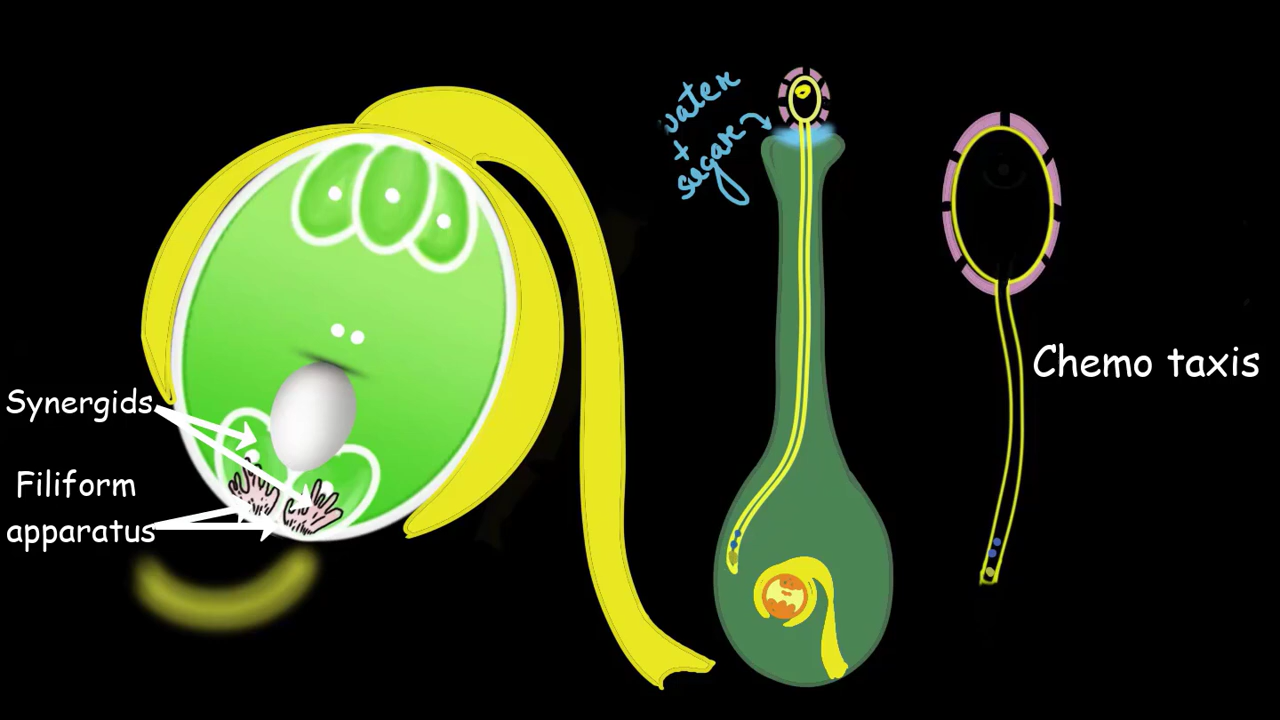 water
+
sugar
Chemo taxis
Synergids
Filiform
apparatus